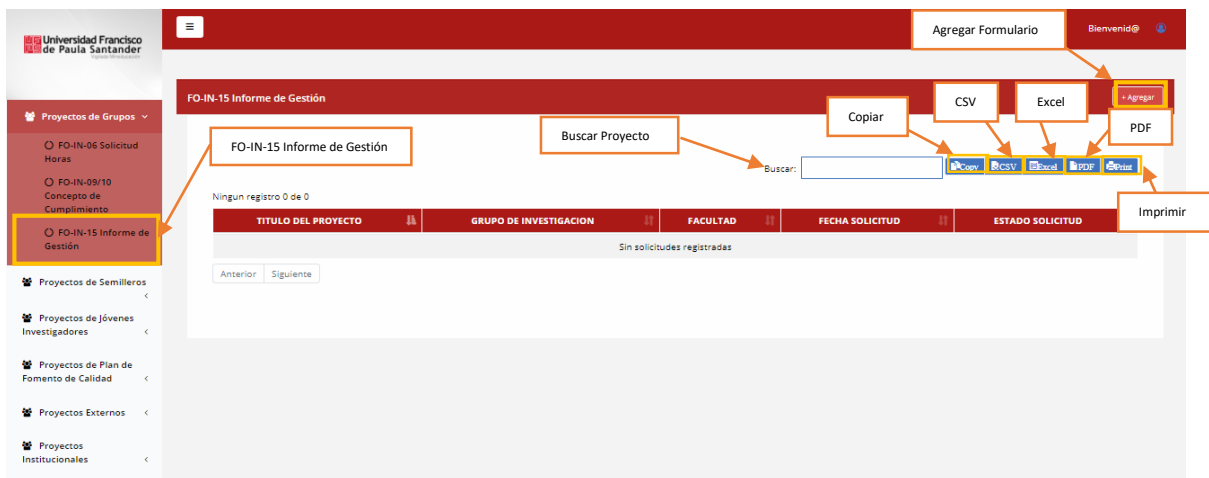 Universidad Francisco
de Paula Santander
Vigilada Mineducación
≡
Agregar Formulario
Bienvenid@
FO-IN-15 Informe de Gestión
+ Agregar
Proyectos de Grupos
FO-IN-06 Solicitud
Horas
FO-IN-09/10
Concepto de
Cumplimiento
FO-IN-15 Informe de
Gestión
Proyectos de Semilleros
Proyectos de Jóvenes
Investigadores
Proyectos de Plan de
Fomento de Calidad
Proyectos Externos
Proyectos
Institucionales
FO-IN-15 Informe de Gestión
Buscar Proyecto
Copiar
CSV
Excel
PDF
Imprimir
Buscar:
Copy CSV Excel PDF Print
Ningun registro 0 de 0
TITULO DEL PROYECTO GRUPO DE INVESTIGACION FACULTAD FECHA SOLICITUD ESTADO SOLICITUD
Sin solicitudes registradas
Anterior Siguiente